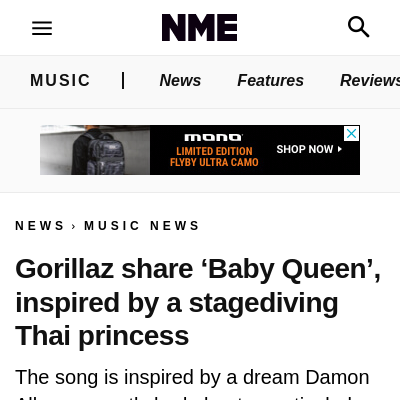 NME
MUSIC News Features Reviews
mono
LIMITED EDITION
FLYBY ULTRA CAMO
SHOP NOW
NEWS › MUSIC NEWS
Gorillaz share ‘Baby Queen’,
inspired by a stagediving
Thai princess
The song is inspired by a dream Damon